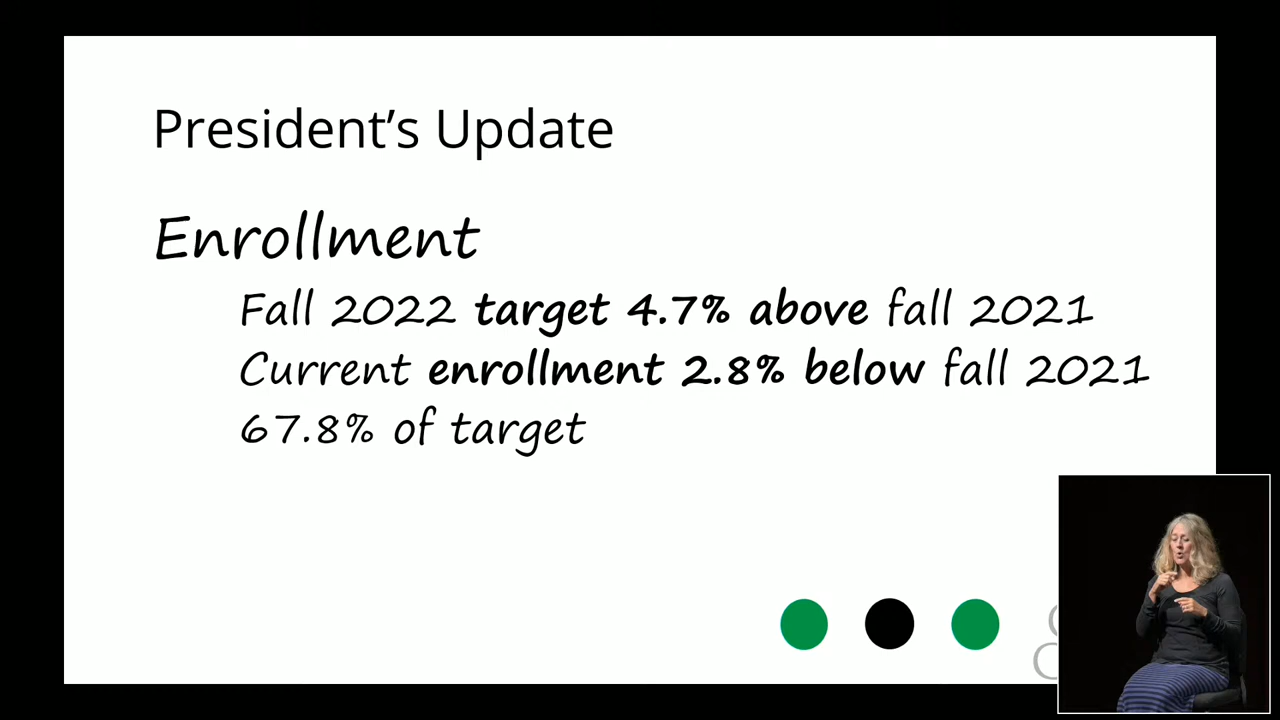 President’s Update
Enrollment
Fall 2022 target 4.7% above fall 2021
Current enrollment 2.8% below fall 2021
67.8% of target